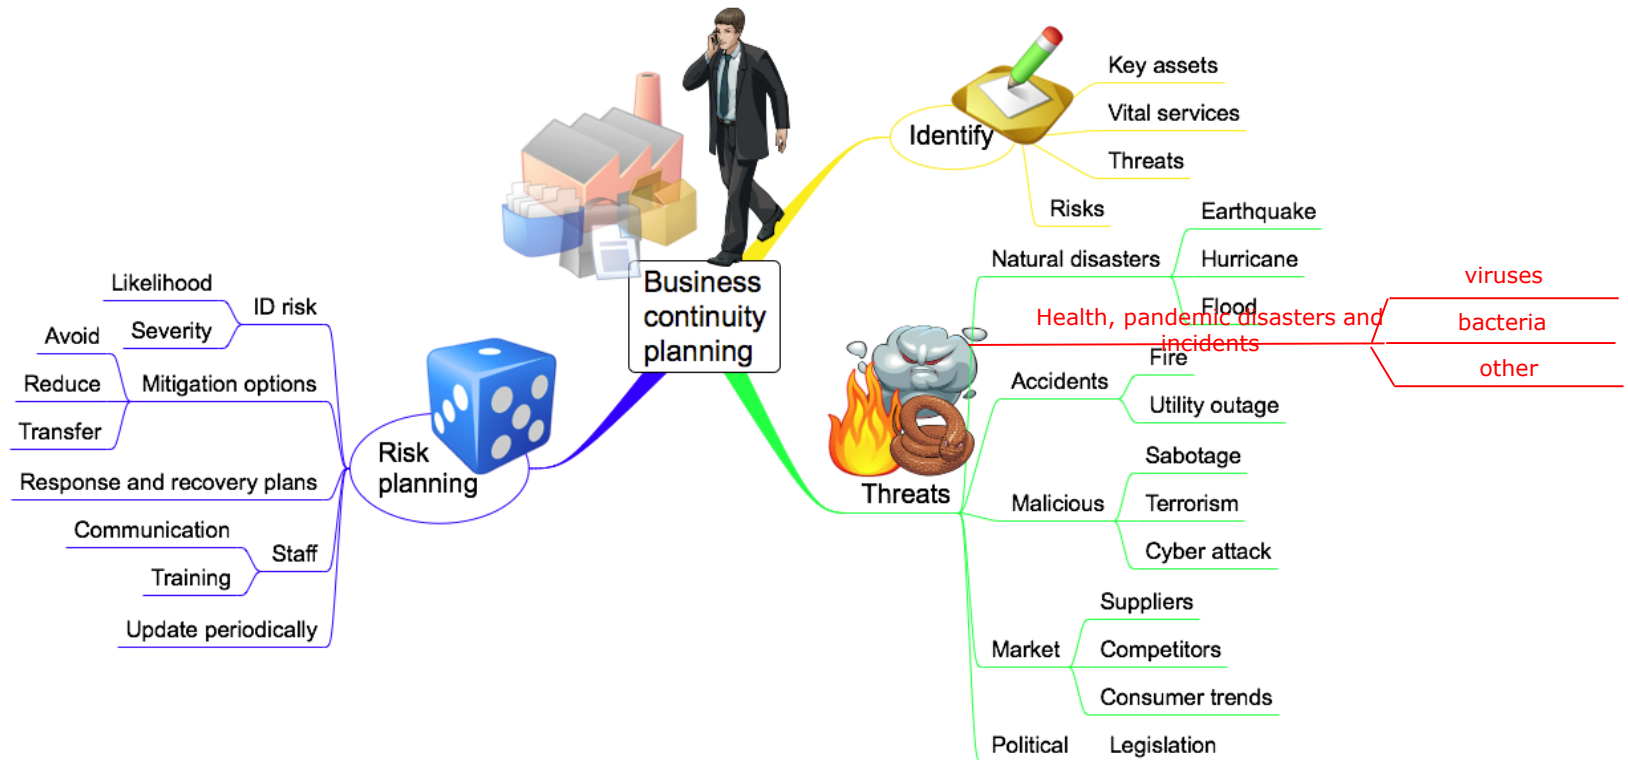 Business
continuity
planning
Identify
Key assets
Vital services
Threats
Risks
Threats
Natural disasters
Earthquake
Hurricane
Flood
Health, pandemic disasters and
incidents
viruses
bacteria
other
Accidents
Fire
Utility outage
Malicious
Sabotage
Terrorism
Cyber attack
Market
Suppliers
Competitors
Consumer trends
Political
Legislation
Risk
planning
ID risk
Likelihood
Severity
Mitigation options
Avoid
Reduce
Transfer
Response and recovery plans
Staff
Communication
Training
Update periodically